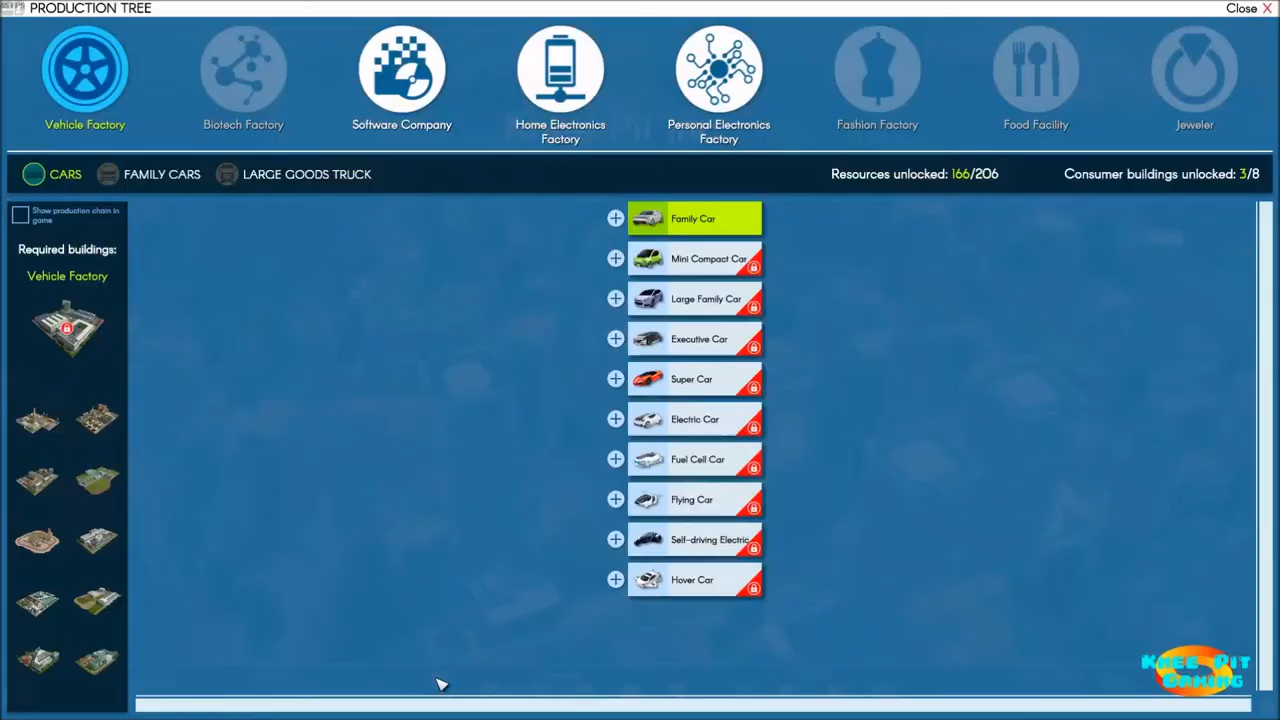 PRODUCTION TREE
Close X
Vehicle Factory
Biotech Factory
Software Company
Home Electronics
Factory
Personal Electronics
Factory
Fashion Factory
Food Facility
Jeweler
CARS
FAMILY CARS
LARGE GOODS TRUCK
Resources unlocked: 166/206
Consumer buildings unlocked: 3/8
Show production chain in
game
Required buildings:
Vehicle Factory
Family Car
Mini Compact Car
Large Family Car
Executive Car
Super Car
Electric Car
Fuel Cell Car
Flying Car
Self-driving Electric
Hover Car
Knee Pit
Gaming